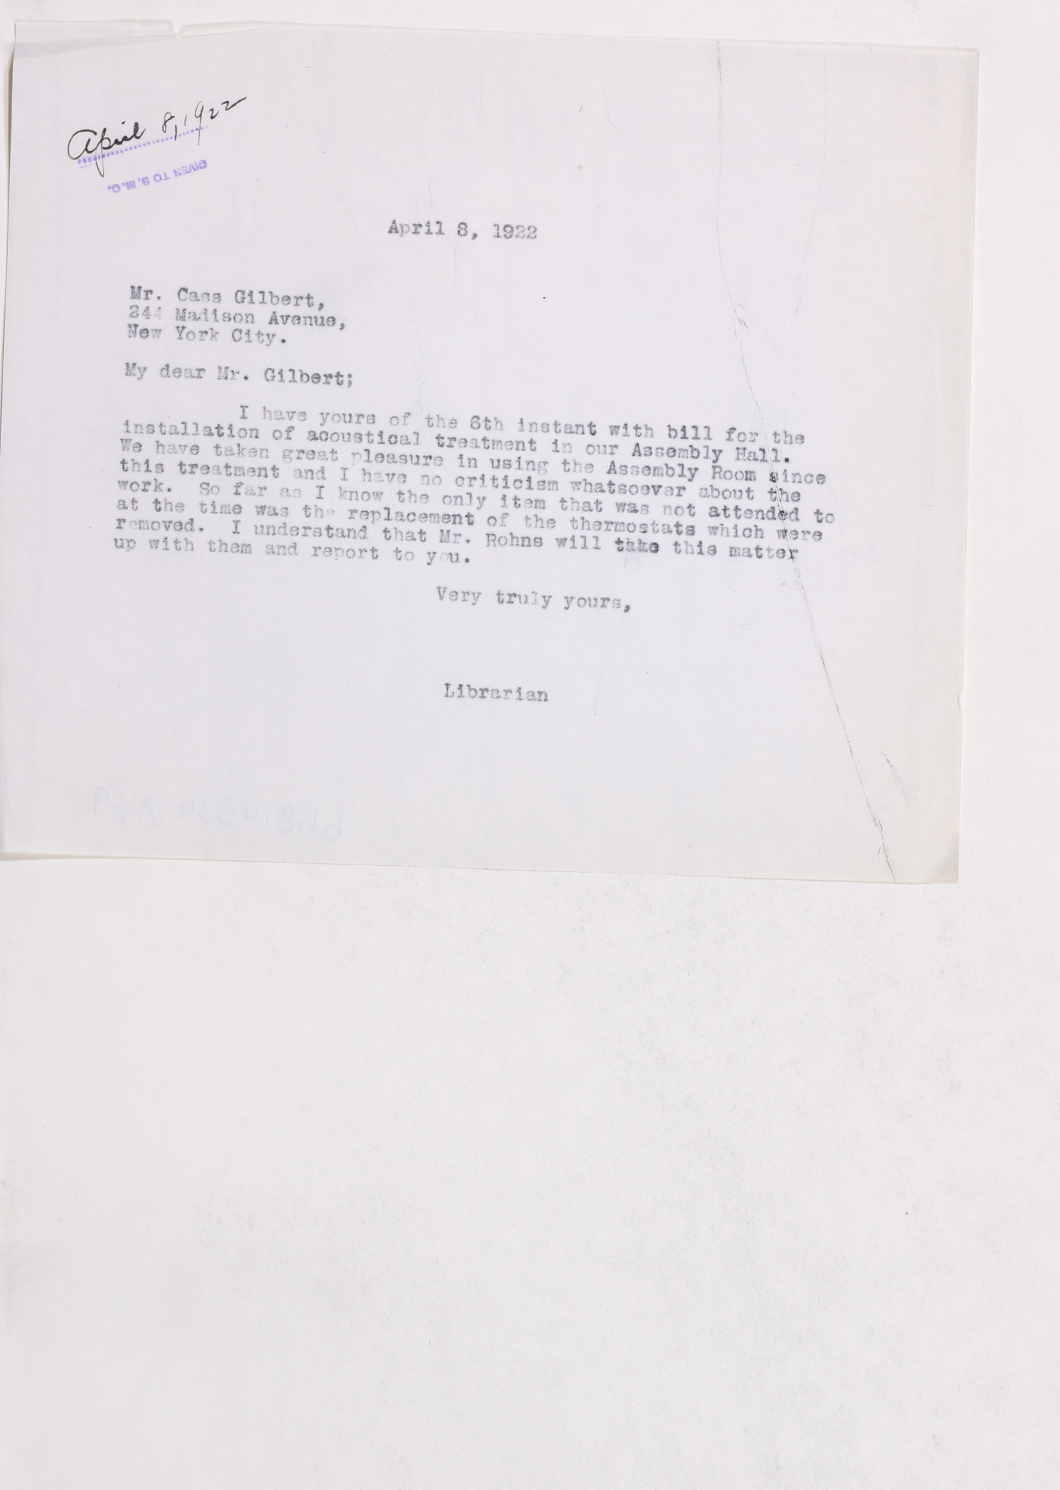 April 8, 1922
GIVEN TO B. M. C.
April 8, 1922
Mr. Cass Gilbert,
244 Madison Avenue,
New York City.
My dear Mr. Gilbert;
I have yours of the 6th instant with bill for the
installation of acoustical treatment in our Assembly Hall.
We have taken great pleasure in using the Assembly Room since
this treatment and I have no criticism whatsoever about the
work. So far as I know the only item that was not attended to
at the time was the replacement of the thermostats which were
removed. I understand that Mr. Rohns will take this matter
up with them and report to you.
Very truly yours,
Librarian